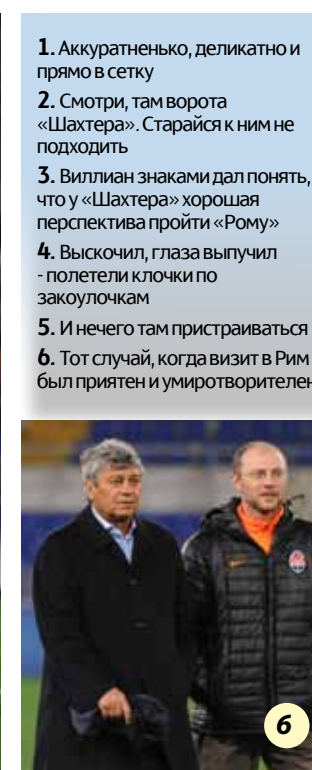 1. Аккуратненько, деликатно и
прямо в сетку
2. Смотри, там ворота
«Шахтера». Старайся к ним не
подходить
3. Виллиан знаками дал понять,
что у «Шахтера» хорошая
перспектива пройти «Рому»
4. Выскочил, глаза выпучил
- полетели клочки по
закоулочкам
5. И нечего там пристраиваться
6. Тот случай, когда визит в Рим
был приятен и умиротворителен
6